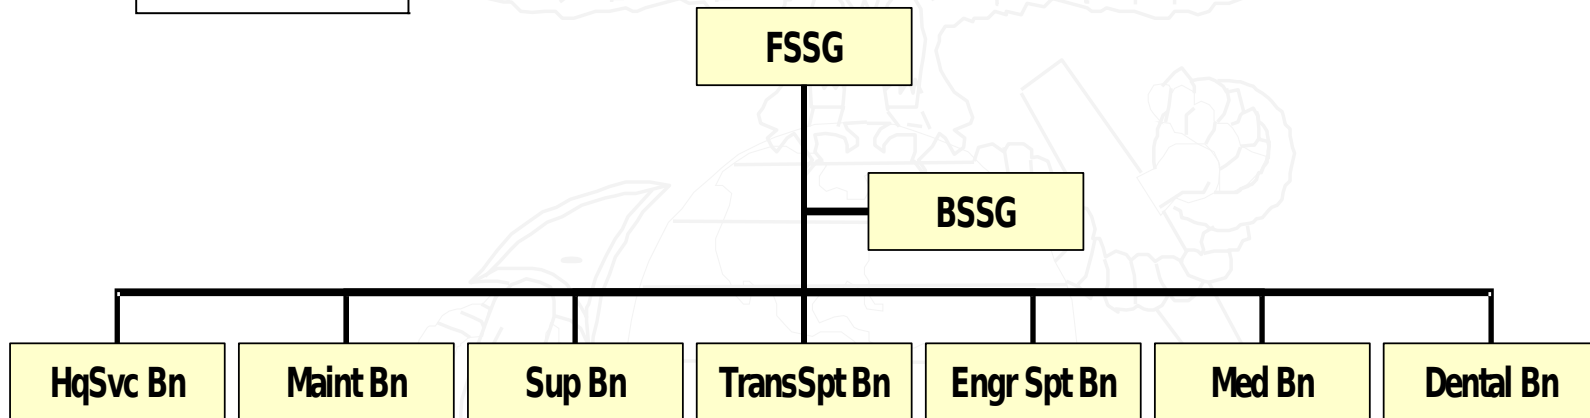 FSSG
BSSG
HqSvc Bn
Maint Bn
Sup Bn
TransSpt Bn
Engr Spt Bn
Med Bn
Dental Bn